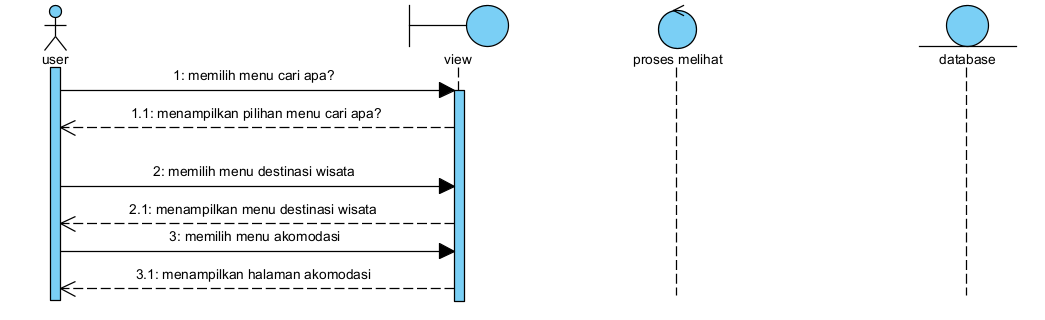 user
view
proses melihat
database
1: memilih menu cari apa?
1.1: menampilkan pilihan menu cari apa?
2: memilih menu destinasi wisata
2.1: menampilkan menu destinasi wisata
3: memilih menu akomodasi
3.1: menampilkan halaman akomodasi